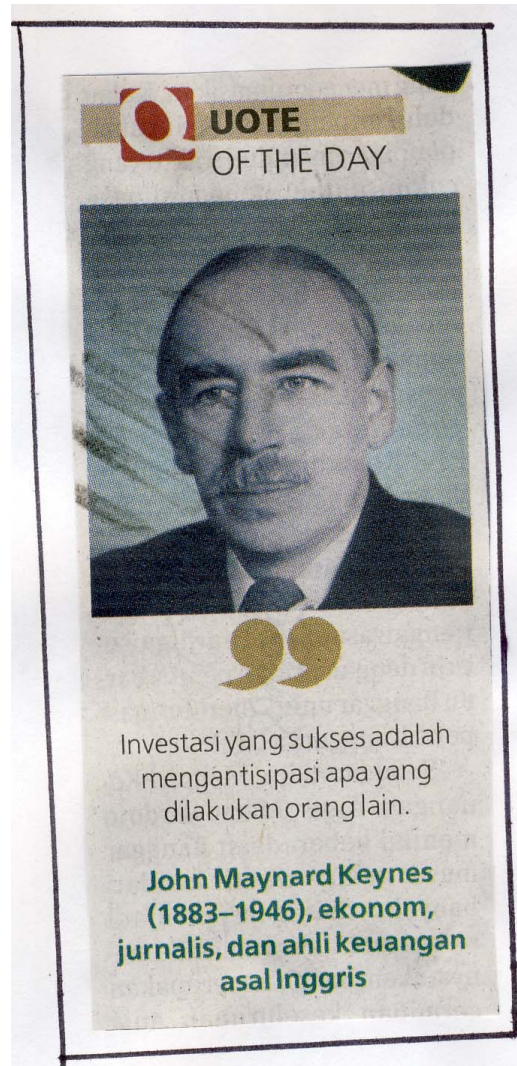 QUOTE
OF THE DAY
Investasi yang sukses adalah
mengantisipasi apa yang
dilakukan orang lain.
John Maynard Keynes
(1883–1946), ekonom,
jurnalis, dan ahli keuangan
asal Inggris